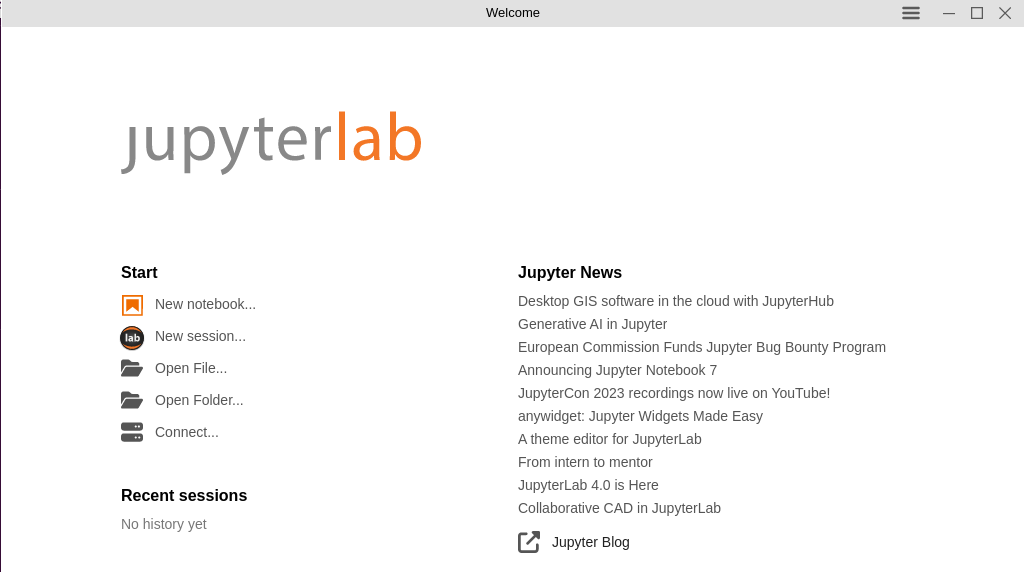 Welcome
jupyterlab
Start
New notebook...
lab
New session...
Open File...
Open Folder...
Connect...
Recent sessions
No history yet
Jupyter News
Desktop GIS software in the cloud with JupyterHub
Generative AI in Jupyter
European Commission Funds Jupyter Bug Bounty Program
Announcing Jupyter Notebook 7
JupyterCon 2023 recordings now live on YouTube!
anywidget: Jupyter Widgets Made Easy
A theme editor for JupyterLab
From intern to mentor
JupyterLab 4.0 is Here
Collaborative CAD in JupyterLab
Jupyter Blog